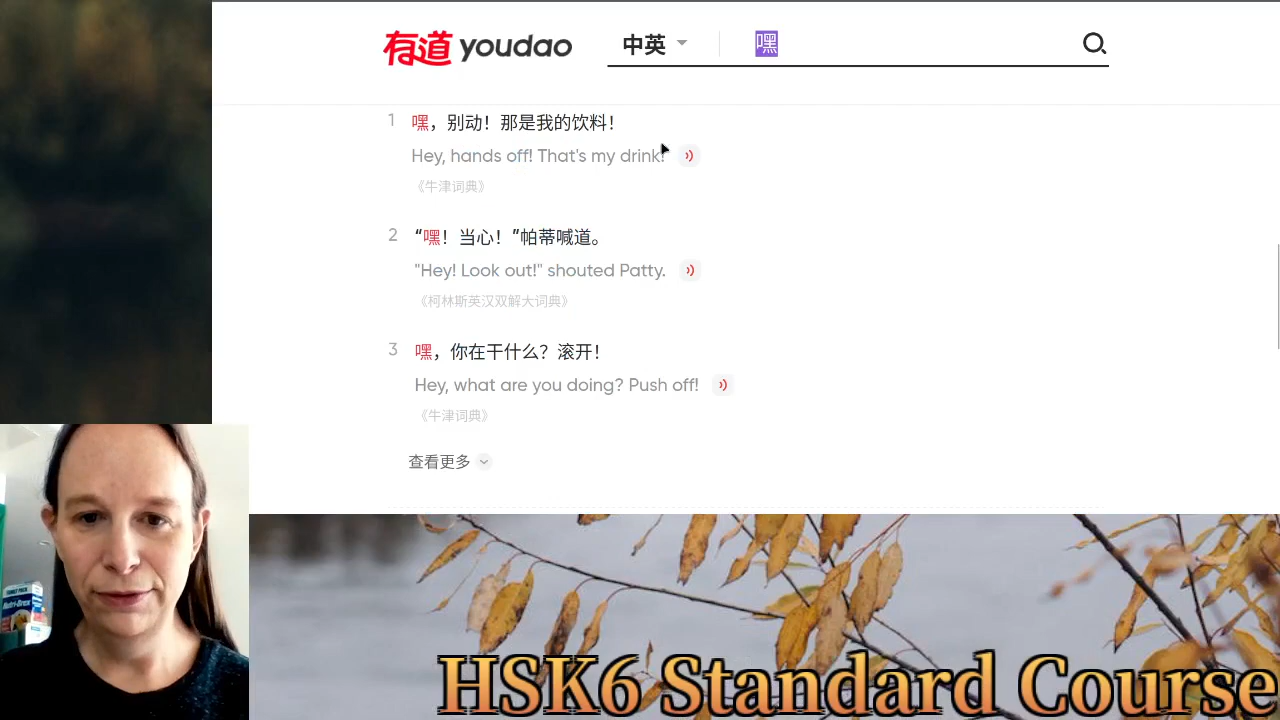 有道 youdao
中英
嘿
1 嘿，别动！那是我的饮料！
Hey, hands off! That's my drink!
《牛津词典》
2 “嘿！当心！”帕蒂喊道。
"Hey! Look out!" shouted Patty.
《柯林斯英汉双解大词典》
3 嘿，你在干什么？滚开！
Hey, what are you doing? Push off!
《牛津词典》
查看更多
Nutri-Brex
HSK6 Standard Course